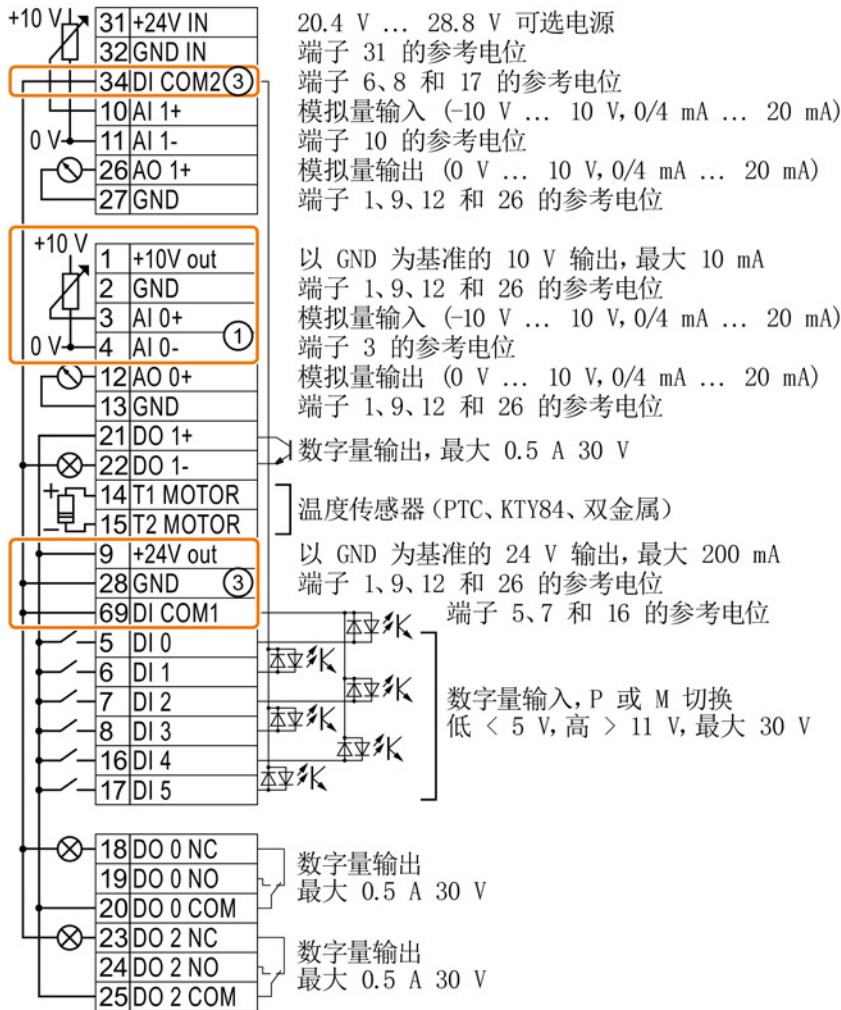 +10 V 31 +24V IN 20.4 V ... 28.8 V 可选电源
32 GND IN 端子 31 的参考电位
34 DI COM2 ③ 端子 6、8 和 17 的参考电位
10 AI 1+ 模拟量输入 (-10 V ... 10 V, 0/4 mA ... 20 mA)
0 V 11 AI 1- 端子 10 的参考电位
26 AO 1+ 模拟量输出 (0 V ... 10 V, 0/4 mA ... 20 mA)
27 GND 端子 1、9、12 和 26 的参考电位
+10 V
1 +10V out 以 GND 为基准的 10 V 输出, 最大 10 mA
2 GND 端子 1、9、12 和 26 的参考电位
3 AI 0+ 模拟量输入 (-10 V ... 10 V, 0/4 mA ... 20 mA)
0 V 4 AI 0- ① 端子 3 的参考电位
12 AO 0+ 模拟量输出 (0 V ... 10 V, 0/4 mA ... 20 mA)
13 GND 端子 1、9、12 和 26 的参考电位
21 DO 1+
数字量输出, 最大 0.5 A 30 V
22 DO 1-
+ 14 T1 MOTOR
温度传感器 (PTC、KTY84、双金属)
− 15 T2 MOTOR
9 +24V out 以 GND 为基准的 24 V 输出, 最大 200 mA
28 GND ③ 端子 1、9、12 和 26 的参考电位
69 DI COM1 端子 5、7 和 16 的参考电位
5 DI 0
6 DI 1
7 DI 2 数字量输入, P 或 M 切换
8 DI 3 低 < 5 V, 高 > 11 V, 最大 30 V
16 DI 4
17 DI 5
18 DO 0 NC
数字量输出
19 DO 0 NO
最大 0.5 A 30 V
20 DO 0 COM
23 DO 2 NC
数字量输出
24 DO 2 NO
最大 0.5 A 30 V
25 DO 2 COM